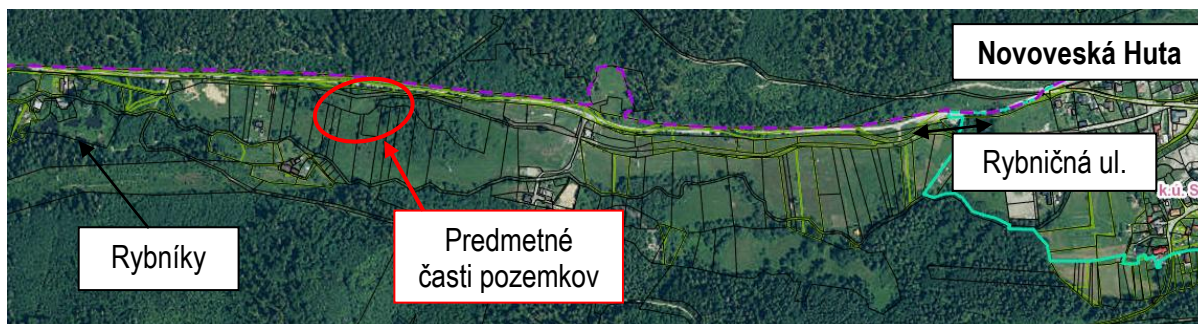 Novoveská Huta
Rybničná ul.
k.ú. S
Predmetné
časti pozemkov
Rybníky